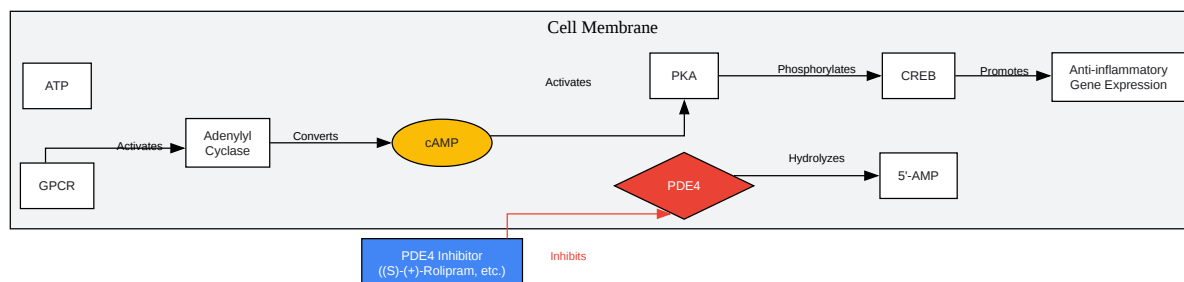 Cell Membrane
ATP
GPCR
Activates
Adenylyl
Cyclase
Converts
cAMP
Activates
PKA
Phosphorylates
CREB
Promotes
Anti-inflammatory
Gene Expression
PDE4
Hydrolyzes
5'-AMP
PDE4 Inhibitor
((S)-(+)-Rolipram, etc.)
Inhibits